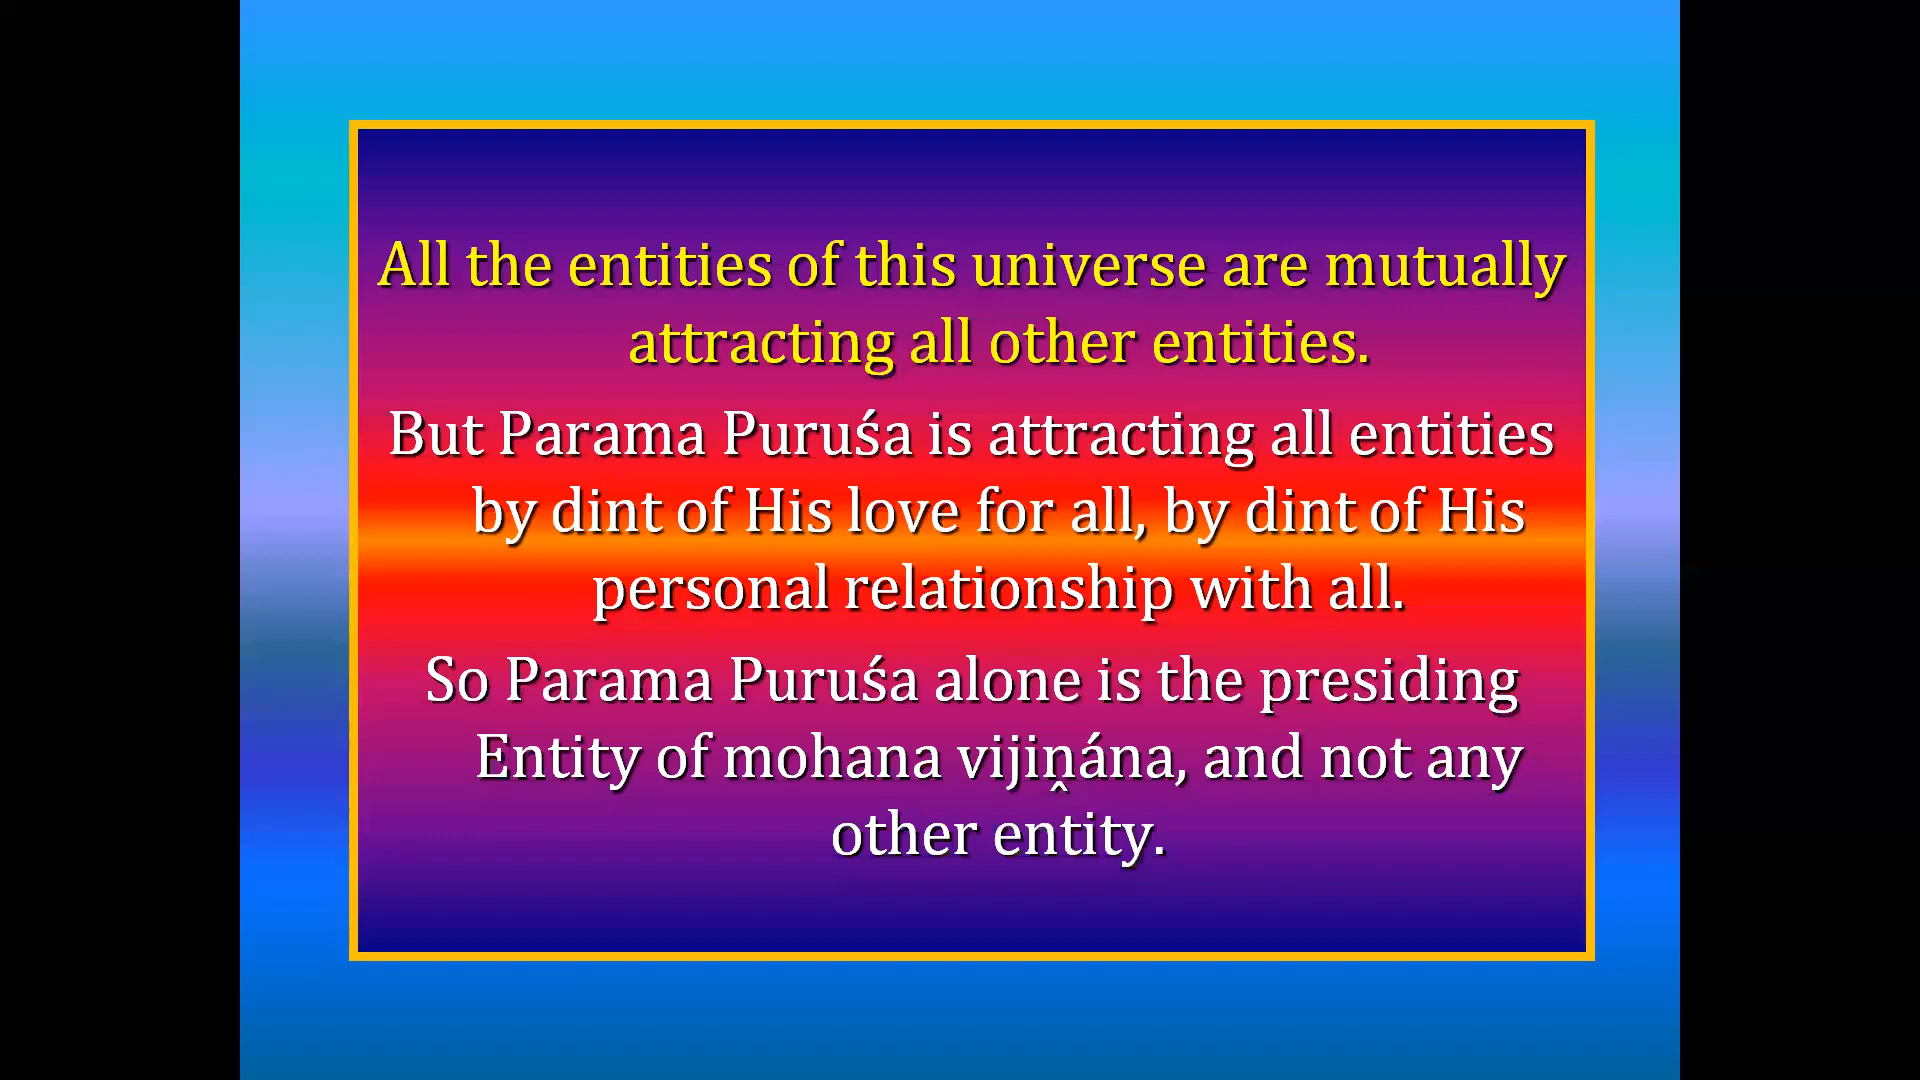 All the entities of this universe are mutually
attracting all other entities.
But Parama Puruśa is attracting all entities
by dint of His love for all, by dint of His
personal relationship with all.
So Parama Puruśa alone is the presiding
Entity of mohana vijiṋána, and not any
other entity.